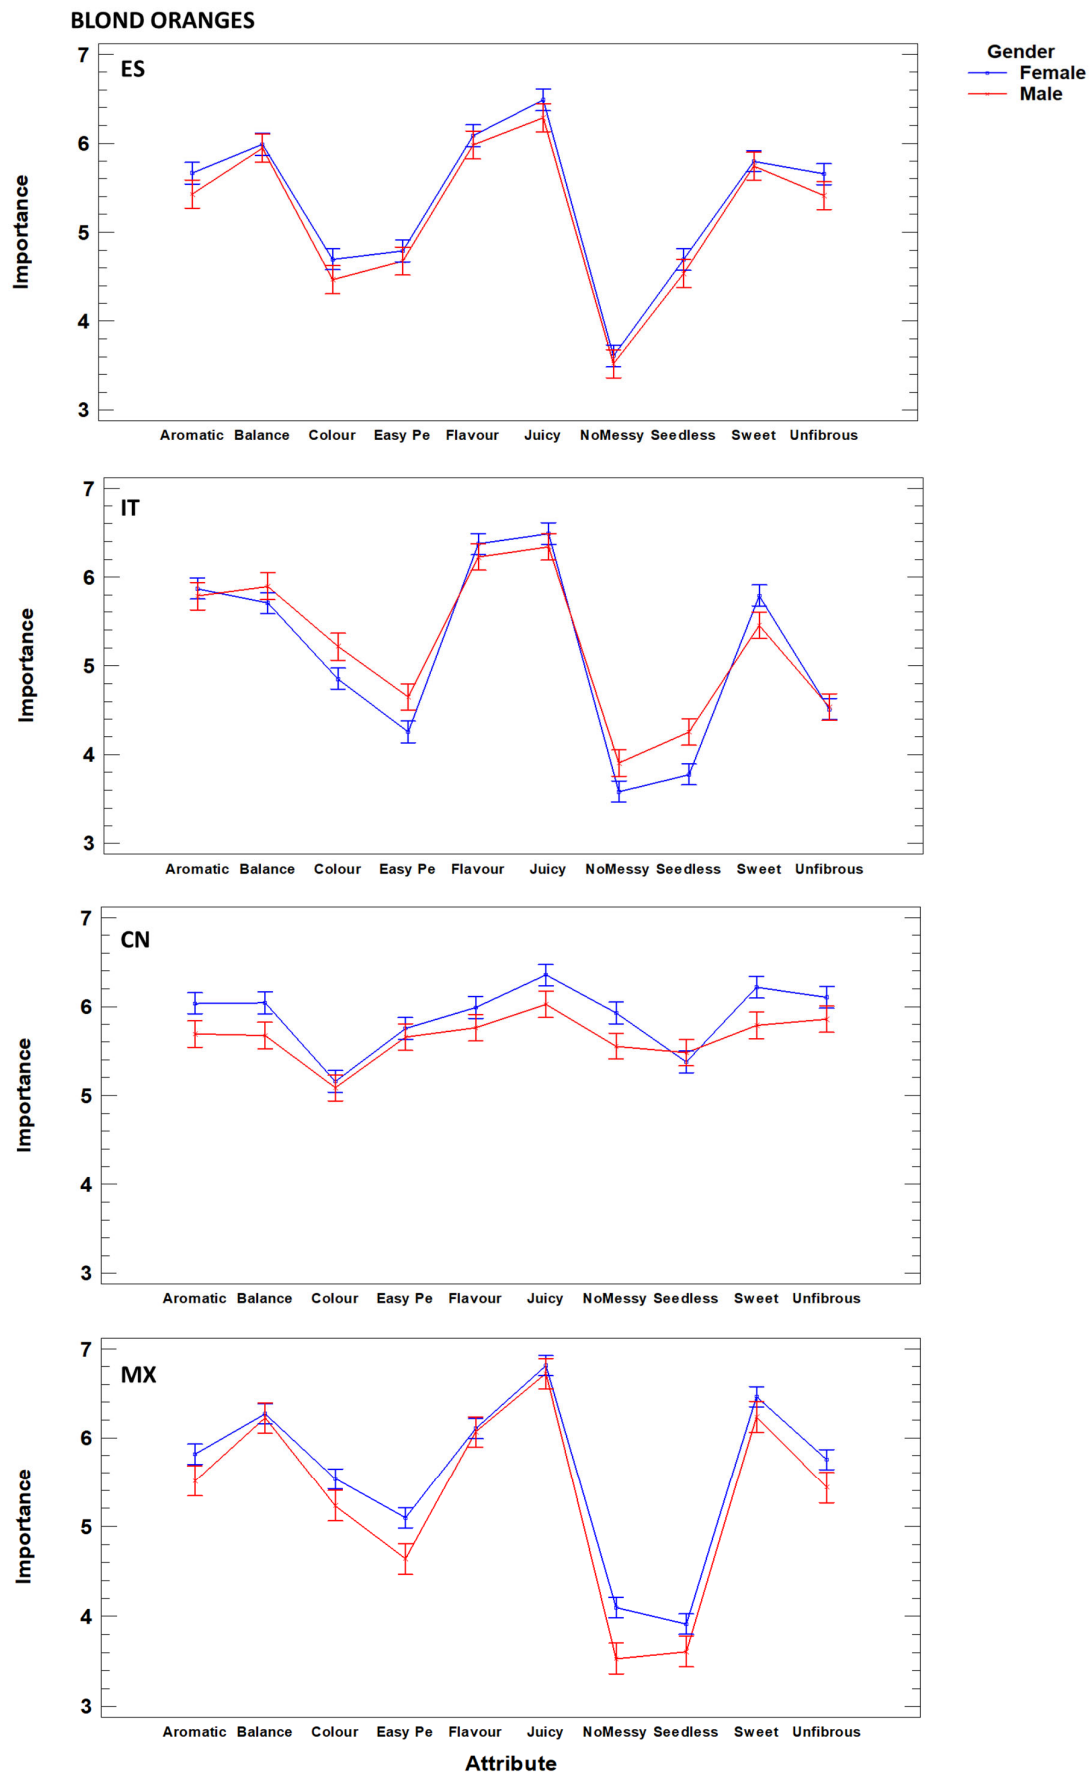 BLOND ORANGES
Gender
Female
Male
ES
7
6
5
4
3
Importance
Aromatic Balance Colour Easy Pe Flavour Juicy NoMessy Seedless Sweet Unfibrous
IT
7
6
5
4
3
Importance
Aromatic Balance Colour Easy Pe Flavour Juicy NoMessy Seedless Sweet Unfibrous
CN
7
6
5
4
3
Importance
Aromatic Balance Colour Easy Pe Flavour Juicy NoMessy Seedless Sweet Unfibrous
MX
7
6
5
4
3
Importance
Aromatic Balance Colour Easy Pe Flavour Juicy NoMessy Seedless Sweet Unfibrous
Attribute